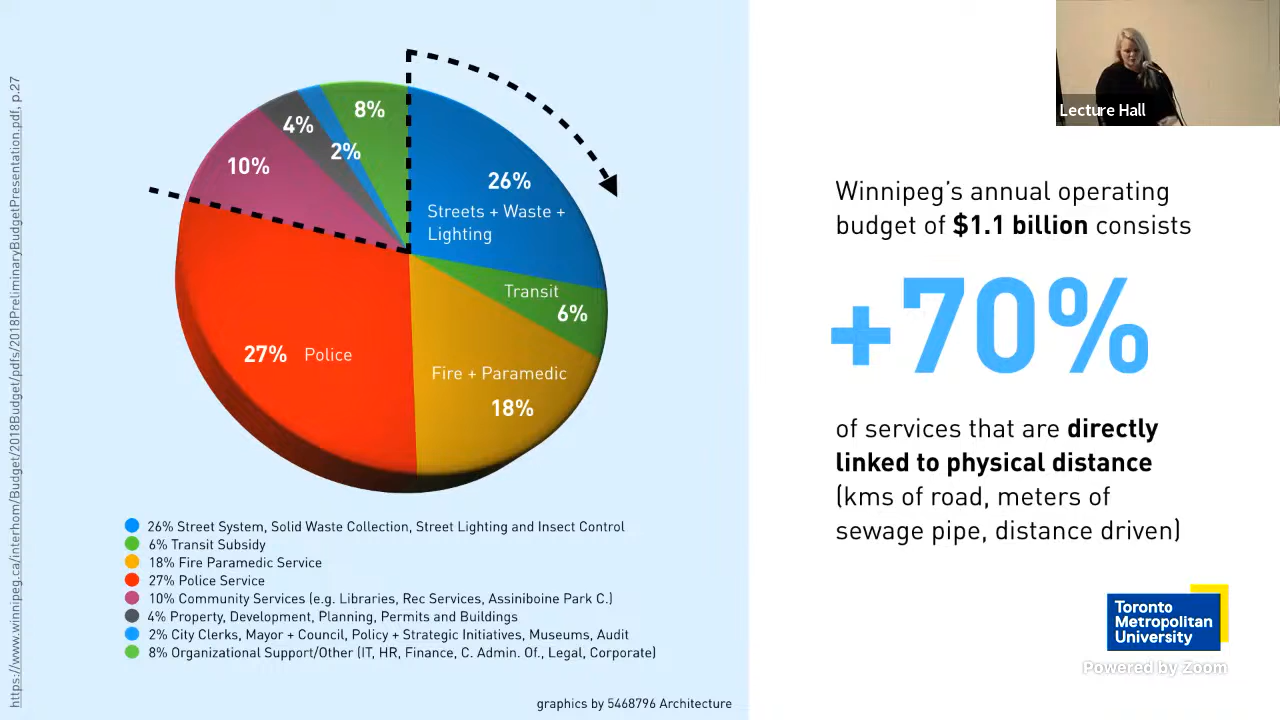 https://www.winnipeg.ca/interhom/Budget/2018Budget/pdfs/2018PreliminaryBudgetPresentation.pdf, p.27
8%
4%
2%
10%
26%
Streets + Waste +
Lighting
Transit
6%
27% Police
Fire + Paramedic
18%
26% Street System, Solid Waste Collection, Street Lighting and Insect Control
6% Transit Subsidy
18% Fire Paramedic Service
27% Police Service
10% Community Services (e.g. Libraries, Rec Services, Assiniboine Park C.)
4% Property, Development, Planning, Permits and Buildings
2% City Clerks, Mayor + Council, Policy + Strategic Initiatives, Museums, Audit
8% Organizational Support/Other (IT, HR, Finance, C. Admin. Of., Legal, Corporate)
graphics by 5468796 Architecture
Lecture Hall
Winnipeg's annual operating
budget of $1.1 billion consists
+70%
of services that are directly
linked to physical distance
(kms of road, meters of
sewage pipe, distance driven)
Toronto
Metropolitan
University
Powered by Zoom